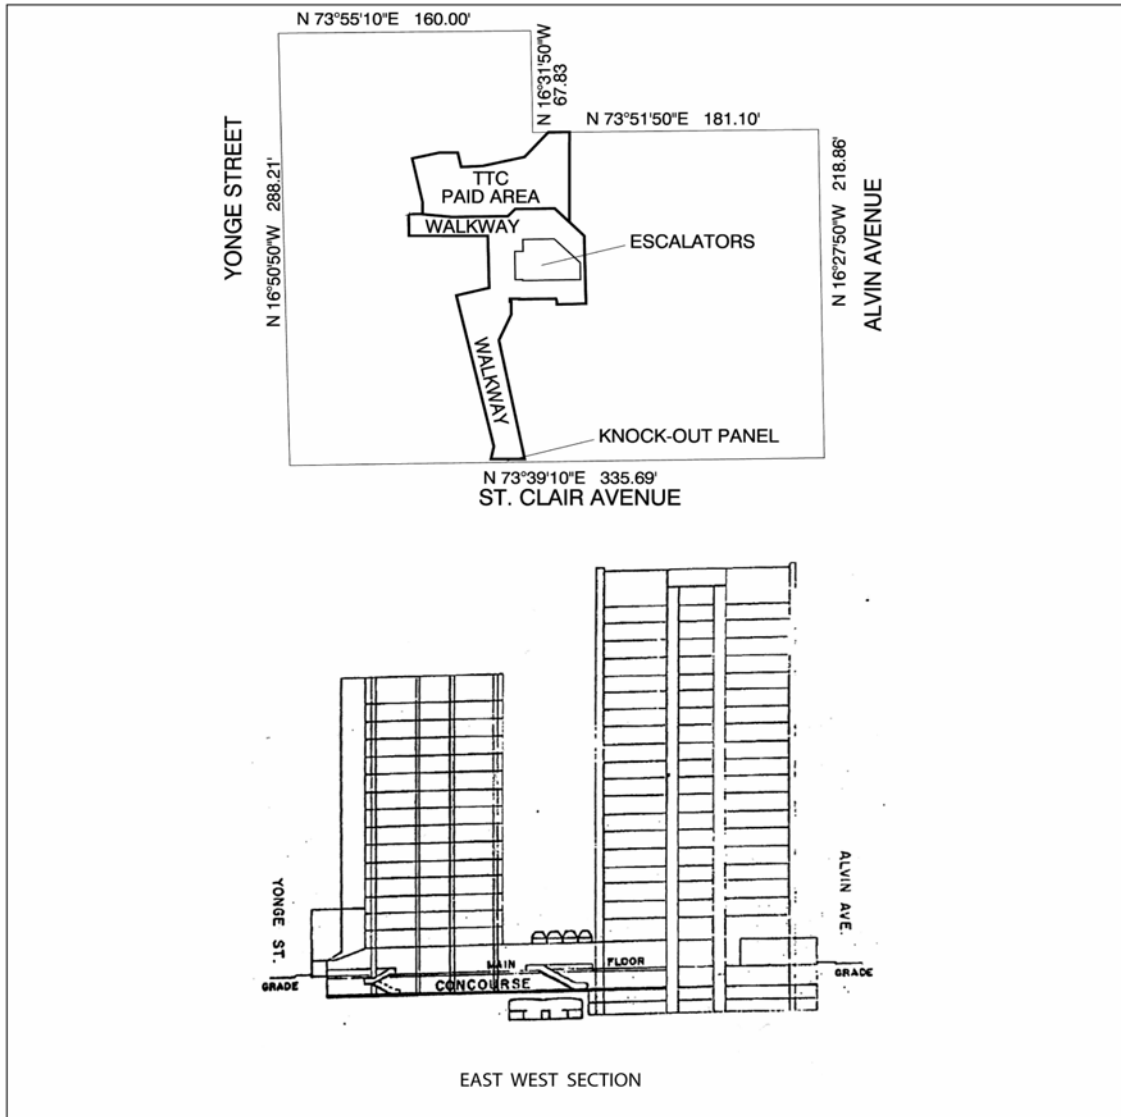 N 73°55'10"E 160.00'
N 16°31'50"W
67.83
N 73°51'50"E 181.10'
YONGE STREET
N 16°50'50"W 288.21'
TTC
PAID AREA
WALKWAY
ESCALATORS
N 16°27'50"W 218.86'
ALVIN AVENUE
WALKWAY
KNOCK-OUT PANEL
N 73°39'10"E 335.69'
ST. CLAIR AVENUE
YONGE ST.
ALVIN AVE.
MAIN FLOOR
GRADE
CONCOURSE
GRADE
EAST WEST SECTION